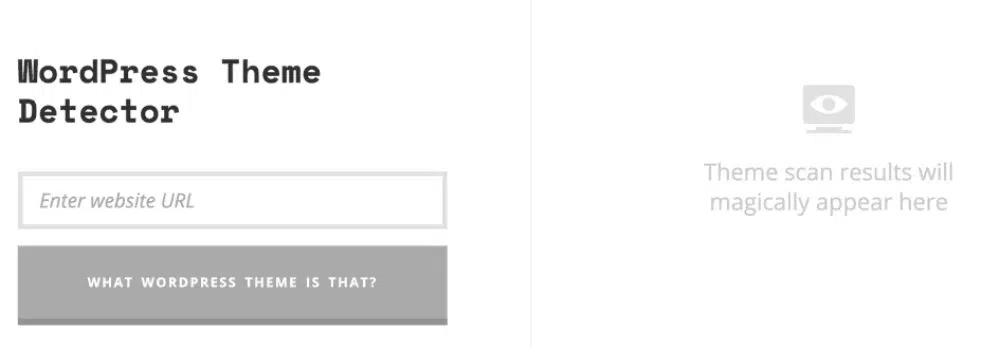 WordPress Theme
Detector
Enter website URL
WHAT WORDPRESS THEME IS THAT?
Theme scan results will
magically appear here